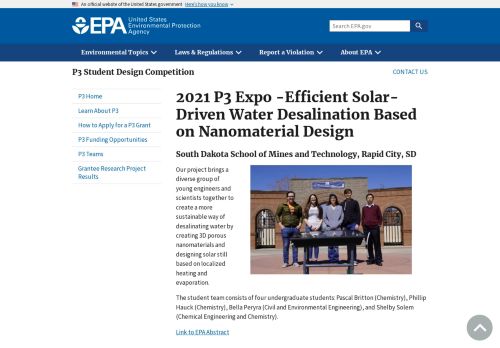 An official website of the United States government Here's how you know
EPA United States
Environmental Protection
Agency
Search EPA.gov
Environmental Topics Laws & Regulations Report a Violation About EPA
P3 Student Design Competition
CONTACT US
P3 Home
Learn About P3
How to Apply for a P3 Grant
P3 Funding Opportunities
P3 Teams
Grantee Research Project
Results
2021 P3 Expo -Efficient Solar-
Driven Water Desalination Based
on Nanomaterial Design
South Dakota School of Mines and Technology, Rapid City, SD
Our project brings a
diverse group of
young engineers and
scientists together to
create a more
sustainable way of
desalinating water by
creating 3D porous
nanomaterials and
designing solar still
based on localized
heating and
evaporation.
The student team consists of four undergraduate students: Pascal Britton (Chemistry), Phillip
Hauck (Chemistry), Bella Peryra (Civil and Environmental Engineering), and Shelby Solem
(Chemical Engineering and Chemistry).
Link to EPA Abstract